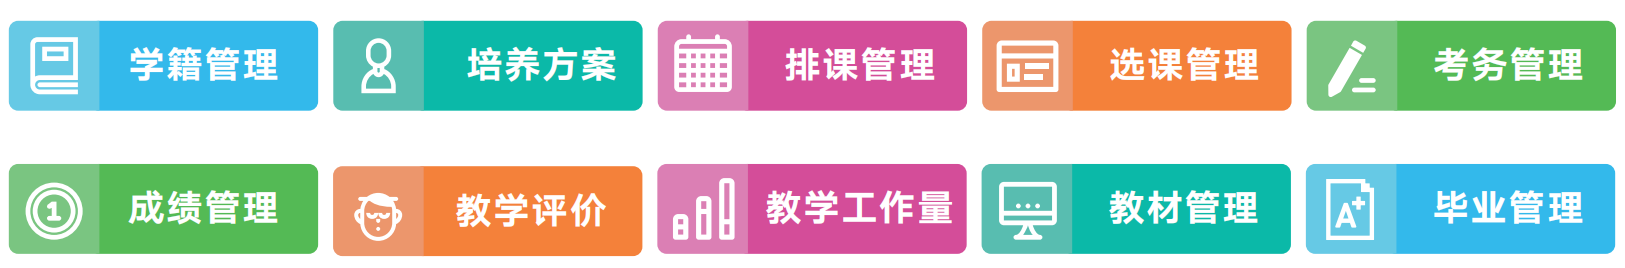 学籍管理
培养方案
排课管理
选课管理
考务管理
1
成绩管理
教学评价
教学工作量
教材管理
A+
毕业管理